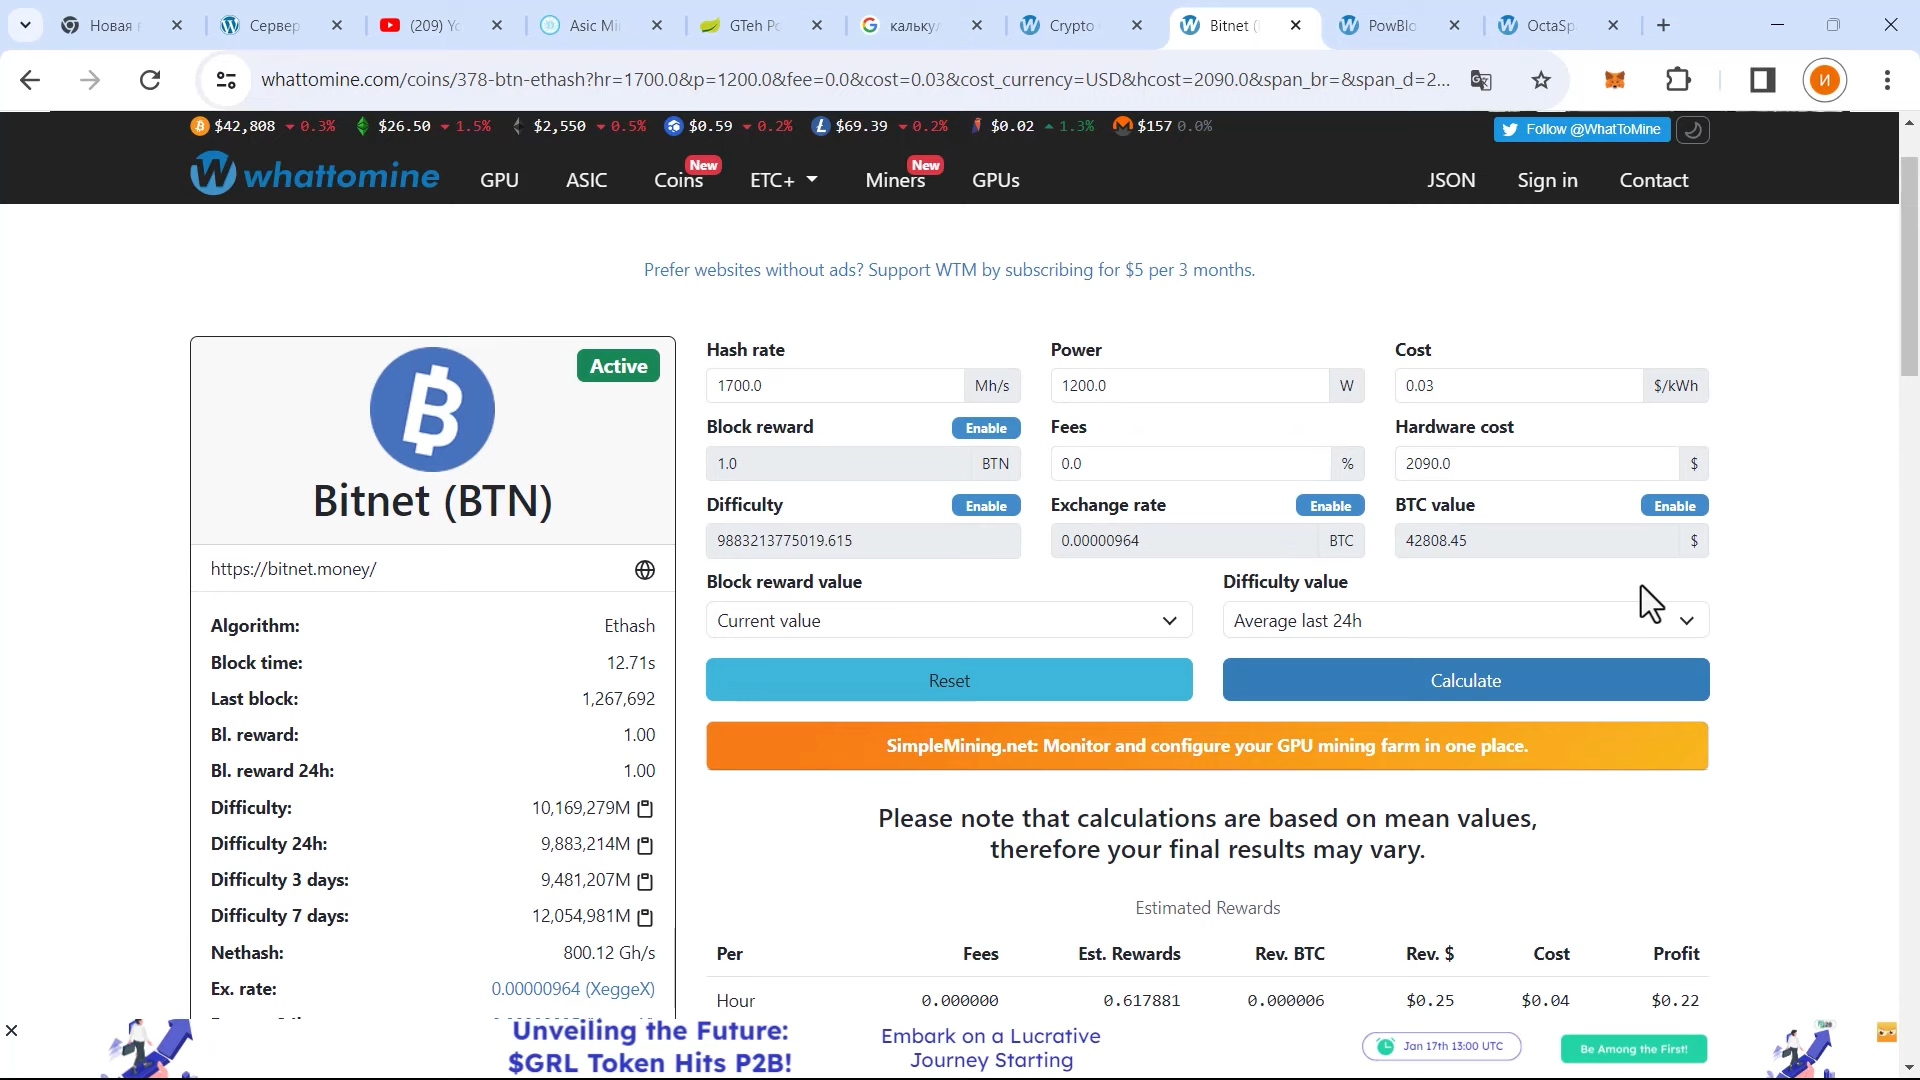 Новая
Сервер
(209) Yo
Asic Mi
GTeh Po
кальку
Crypto
Bitnet (
PowBlo
OctaSp
whattomine.com/coins/378-btn-ethash?hr=1700.0&p=1200.0&fee=0.0&cost=0.03&cost_currency=USD&hcost=2090.0&span_br=&span_d=2...
И
$42,808 0.3% $26.50 1.5% $2,550 0.5% $0.59 0.2% $69.39 0.2% $0.02 1.3% $157 0.0%
Follow @WhatToMine
whattomine
GPU ASIC Coins New ETC+ Miners New GPUs
JSON Sign in Contact
Prefer websites without ads? Support WTM by subscribing for $5 per 3 months.
Active
Bitnet (BTN)
https://bitnet.money/
Algorithm: Ethash
Block time: 12.71s
Last block: 1,267,692
Bl. reward: 1.00
Bl. reward 24h: 1.00
Difficulty: 10,169,279M
Difficulty 24h: 9,883,214M
Difficulty 3 days: 9,481,207M
Difficulty 7 days: 12,054,981M
Nethash: 800.12 Gh/s
Ex. rate: 0.00000964 (XeggeX)
Hash rate Power Cost
1700.0 Mh/s 1200.0 W 0.03 $/kWh
Block reward Enable Fees Hardware cost
1.0 BTN 0.0 % 2090.0 $
Difficulty Enable Exchange rate Enable BTC value Enable
9883213775019.615 0.00000964 BTC 42808.45 $
Block reward value Difficulty value
Current value Average last 24h
Reset Calculate
SimpleMining.net: Monitor and configure your GPU mining farm in one place.
Please note that calculations are based on mean values,
therefore your final results may vary.
Estimated Rewards
Per Fees Est. Rewards Rev. BTC Rev. $ Cost Profit
Hour 0.000000 0.617881 0.000006 $0.25 $0.04 $0.22
Unveiling the Future:
$GRL Token Hits P2B!
Embark on a Lucrative
Journey Starting
Jan 17th 13:00 UTC
Be Among the First!